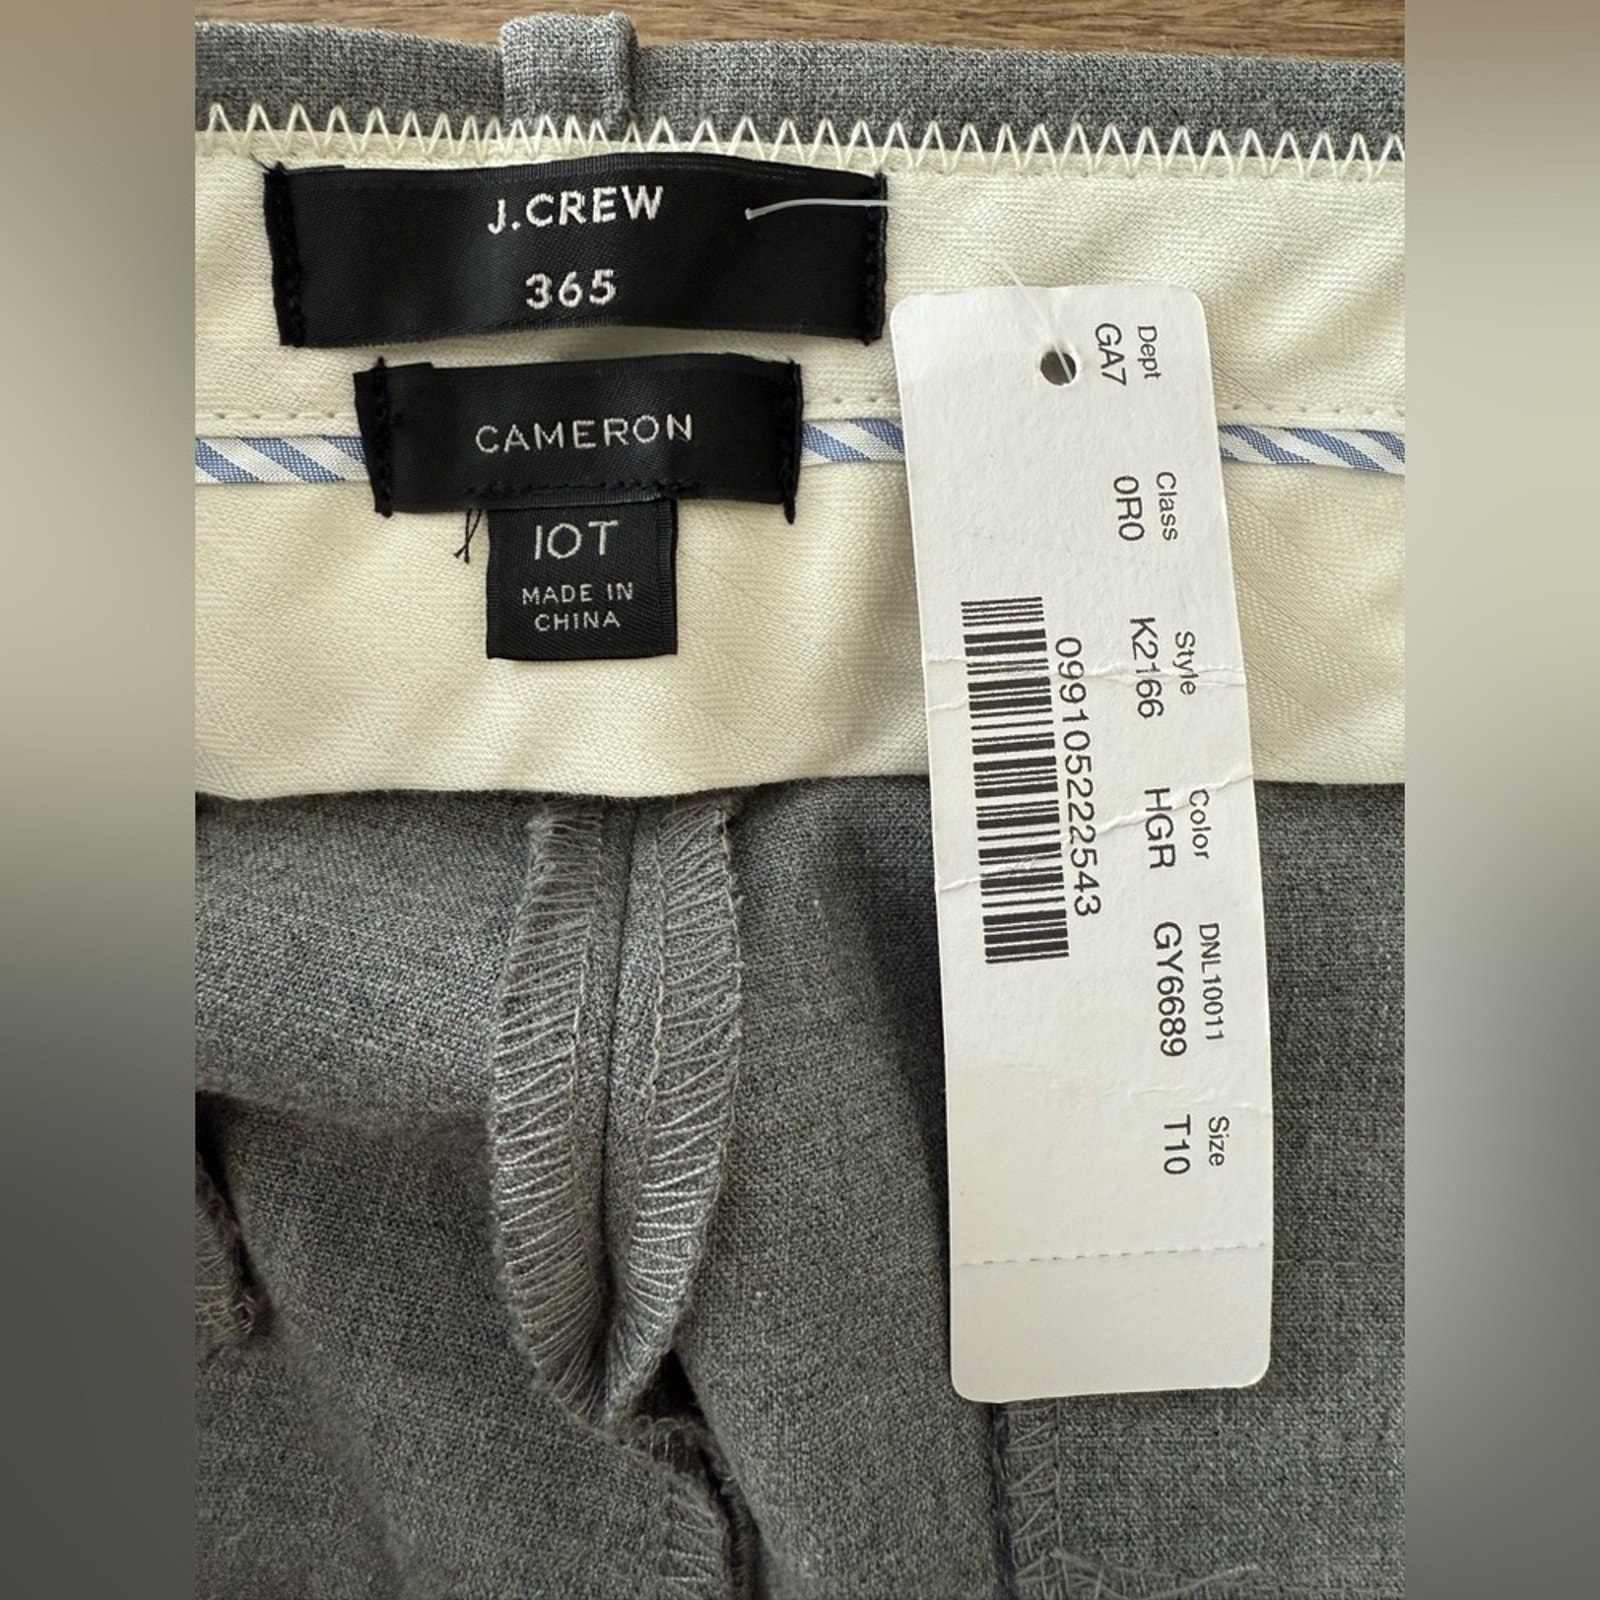 J.CREW
365
CAMERON
10T
MADE IN
CHINA
Dept Class Style Color DNL10011 Size
GA7 0R0 K2166 HGR GY6689 T10
099105222543